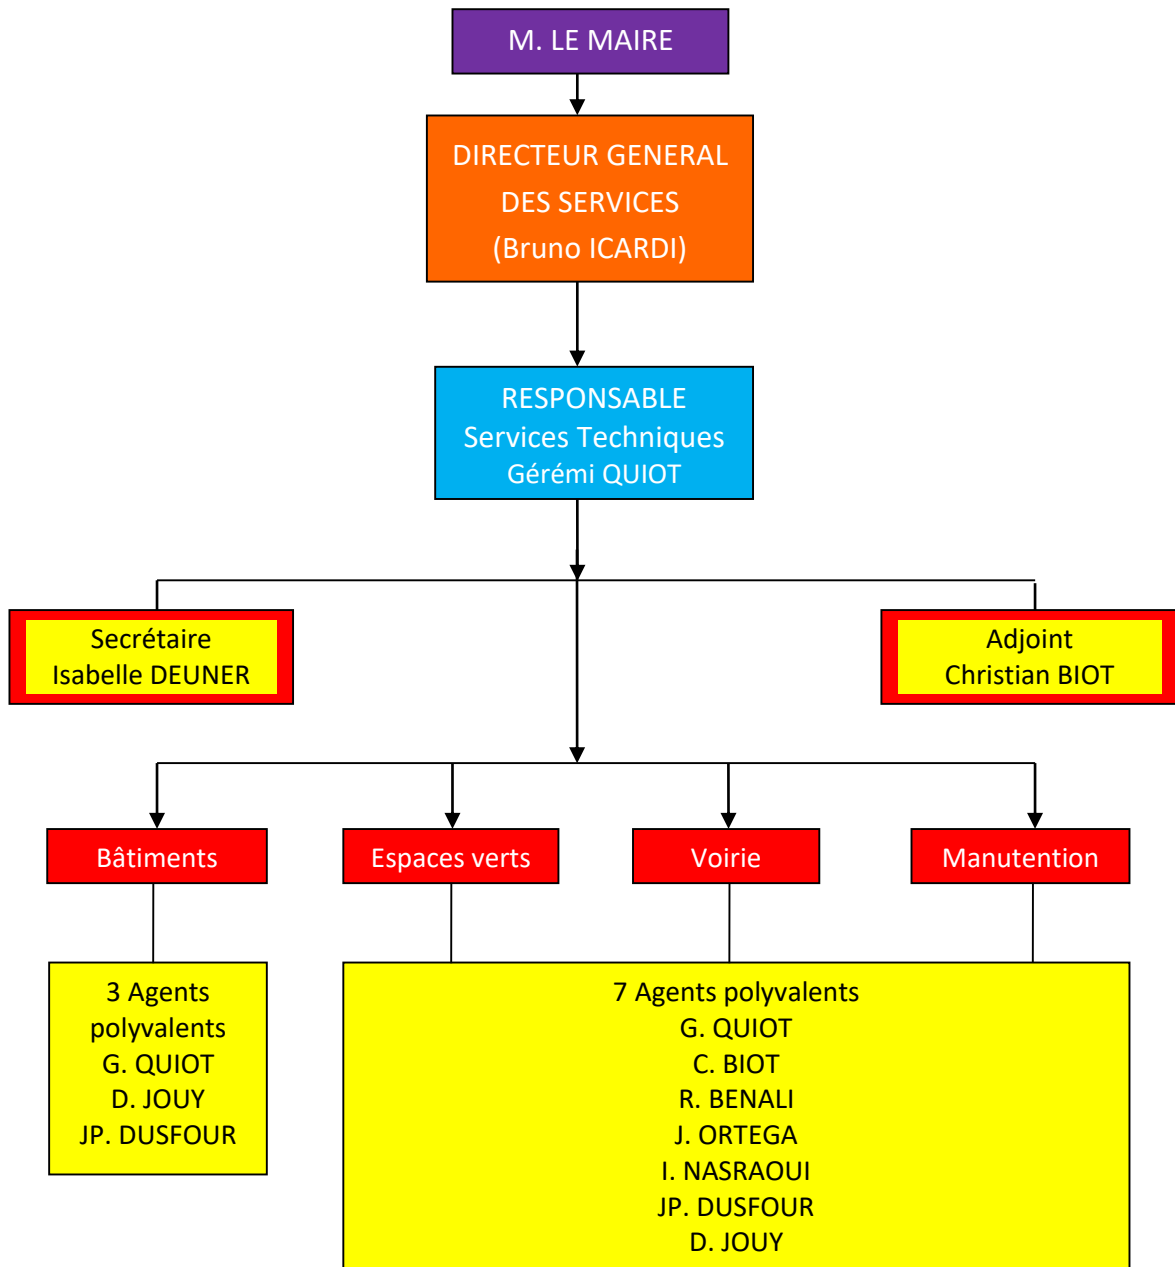 M. LE MAIRE
DIRECTEUR GENERAL
DES SERVICES
(Bruno ICARDI)
RESPONSABLE
Services Techniques
Gérémi QUIOT
Secrétaire
Isabelle DEUNER
Adjoint
Christian BIOT
Bâtiments
Espaces verts
Voirie
Manutention
3 Agents
polyvalents
G. QUIOT
D. JOUY
JP. DUSFOUR
7 Agents polyvalents
G. QUIOT
C. BIOT
R. BENALI
J. ORTEGA
I. NASRAOUI
JP. DUSFOUR
D. JOUY